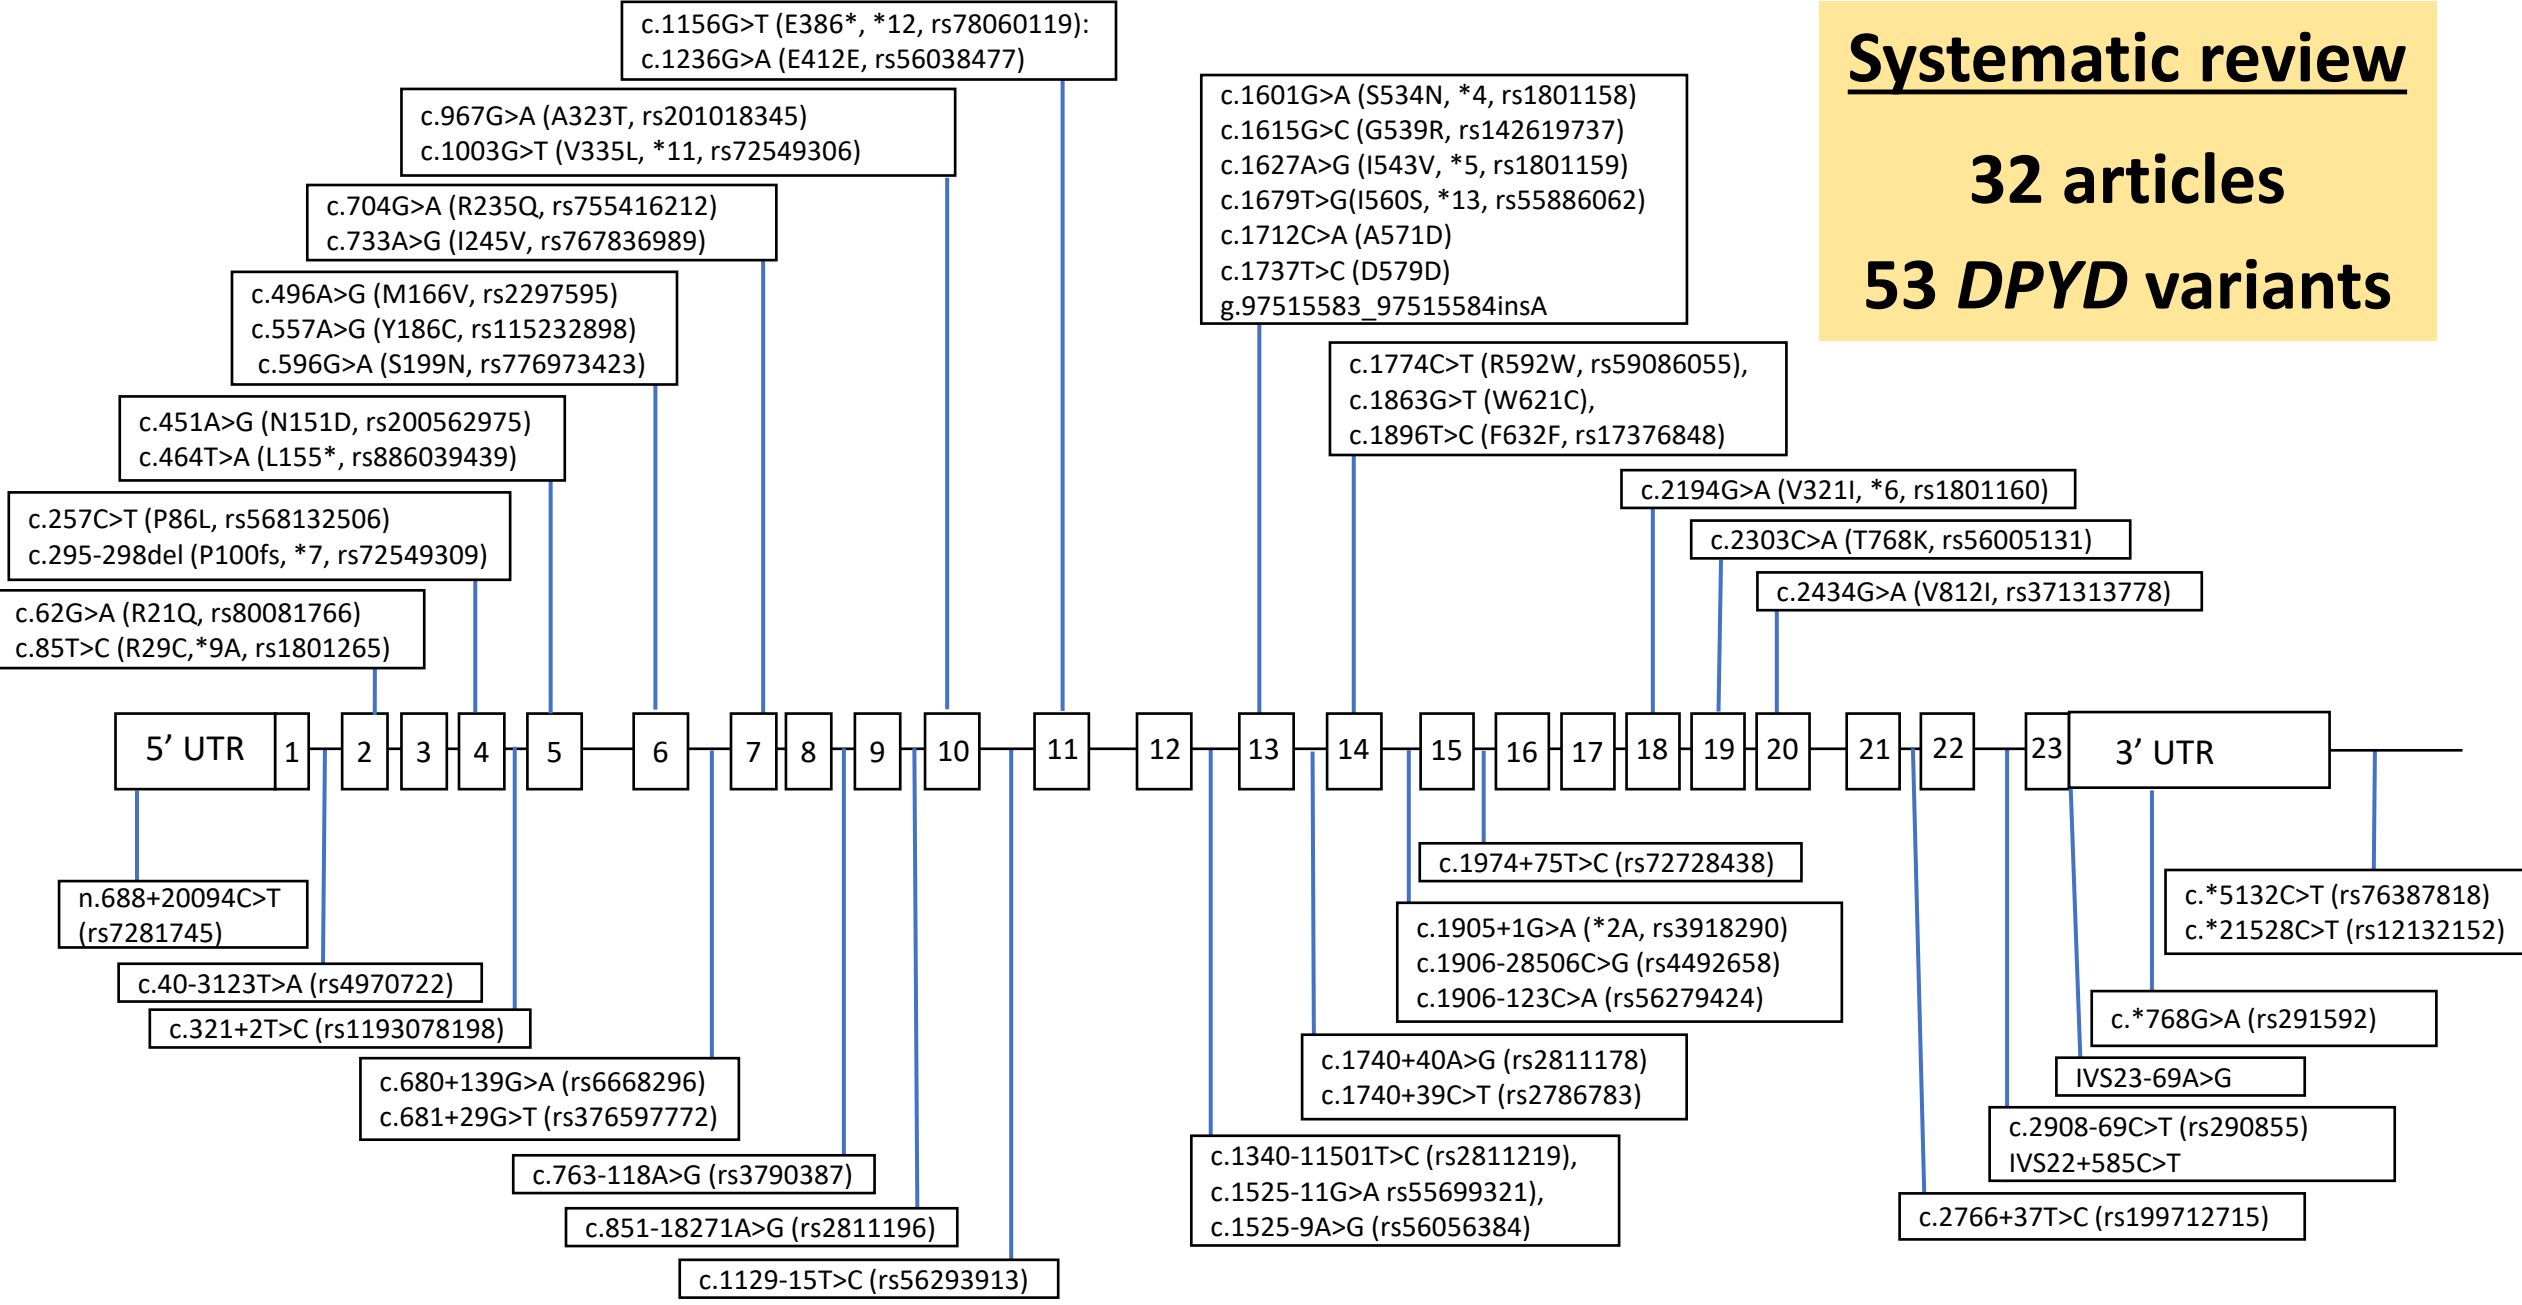 c.1156G>T (E386*, *12, rs78060119):
c.1236G>A (E412E, rs56038477)
Systematic review
32 articles
53 DPYD variants
c.967G>A (A323T, rs201018345)
c.1003G>T (V335L, *11, rs72549306)
c.704G>A (R235Q, rs755416212)
c.733A>G (I245V, rs767836989)
c.496A>G (M166V, rs2297595)
c.557A>G (Y186C, rs115232898)
c.596G>A (S199N, rs776973423)
c.451A>G (N151D, rs200562975)
c.464T>A (L155*, rs886039439)
c.257C>T (P86L, rs568132506)
c.295-298del (P100fs, *7, rs72549309)
c.62G>A (R21Q, rs80081766)
c.85T>C (R29C,*9A, rs1801265)
c.1601G>A (S534N, *4, rs1801158)
c.1615G>C (G539R, rs142619737)
c.1627A>G (I543V, *5, rs1801159)
c.1679T>G(I560S, *13, rs55886062)
c.1712C>A (A571D)
c.1737T>C (D579D)
g.97515583_97515584insA
c.1774C>T (R592W, rs59086055),
c.1863G>T (W621C),
c.1896T>C (F632F, rs17376848)
c.2194G>A (V321I, *6, rs1801160)
c.2303C>A (T768K, rs56005131)
c.2434G>A (V812I, rs371313778)
5’ UTR 1 2 3 4 5 6 7 8 9 10 11 12 13 14 15 16 17 18 19 20 21 22 23 3’ UTR
n.688+20094C>T
(rs7281745)
c.40-3123T>A (rs4970722)
c.321+2T>C (rs1193078198)
c.680+139G>A (rs6668296)
c.681+29G>T (rs376597772)
c.763-118A>G (rs3790387)
c.851-18271A>G (rs2811196)
c.1129-15T>C (rs56293913)
c.1974+75T>C (rs72728438)
c.1905+1G>A (*2A, rs3918290)
c.1906-28506C>G (rs4492658)
c.1906-123C>A (rs56279424)
c.1740+40A>G (rs2811178)
c.1740+39C>T (rs2786783)
c.1340-11501T>C (rs2811219),
c.1525-11G>A rs55699321),
c.1525-9A>G (rs56056384)
c.*5132C>T (rs76387818)
c.*21528C>T (rs12132152)
c.*768G>A (rs291592)
IVS23-69A>G
c.2908-69C>T (rs290855)
IVS22+585C>T
c.2766+37T>C (rs199712715)